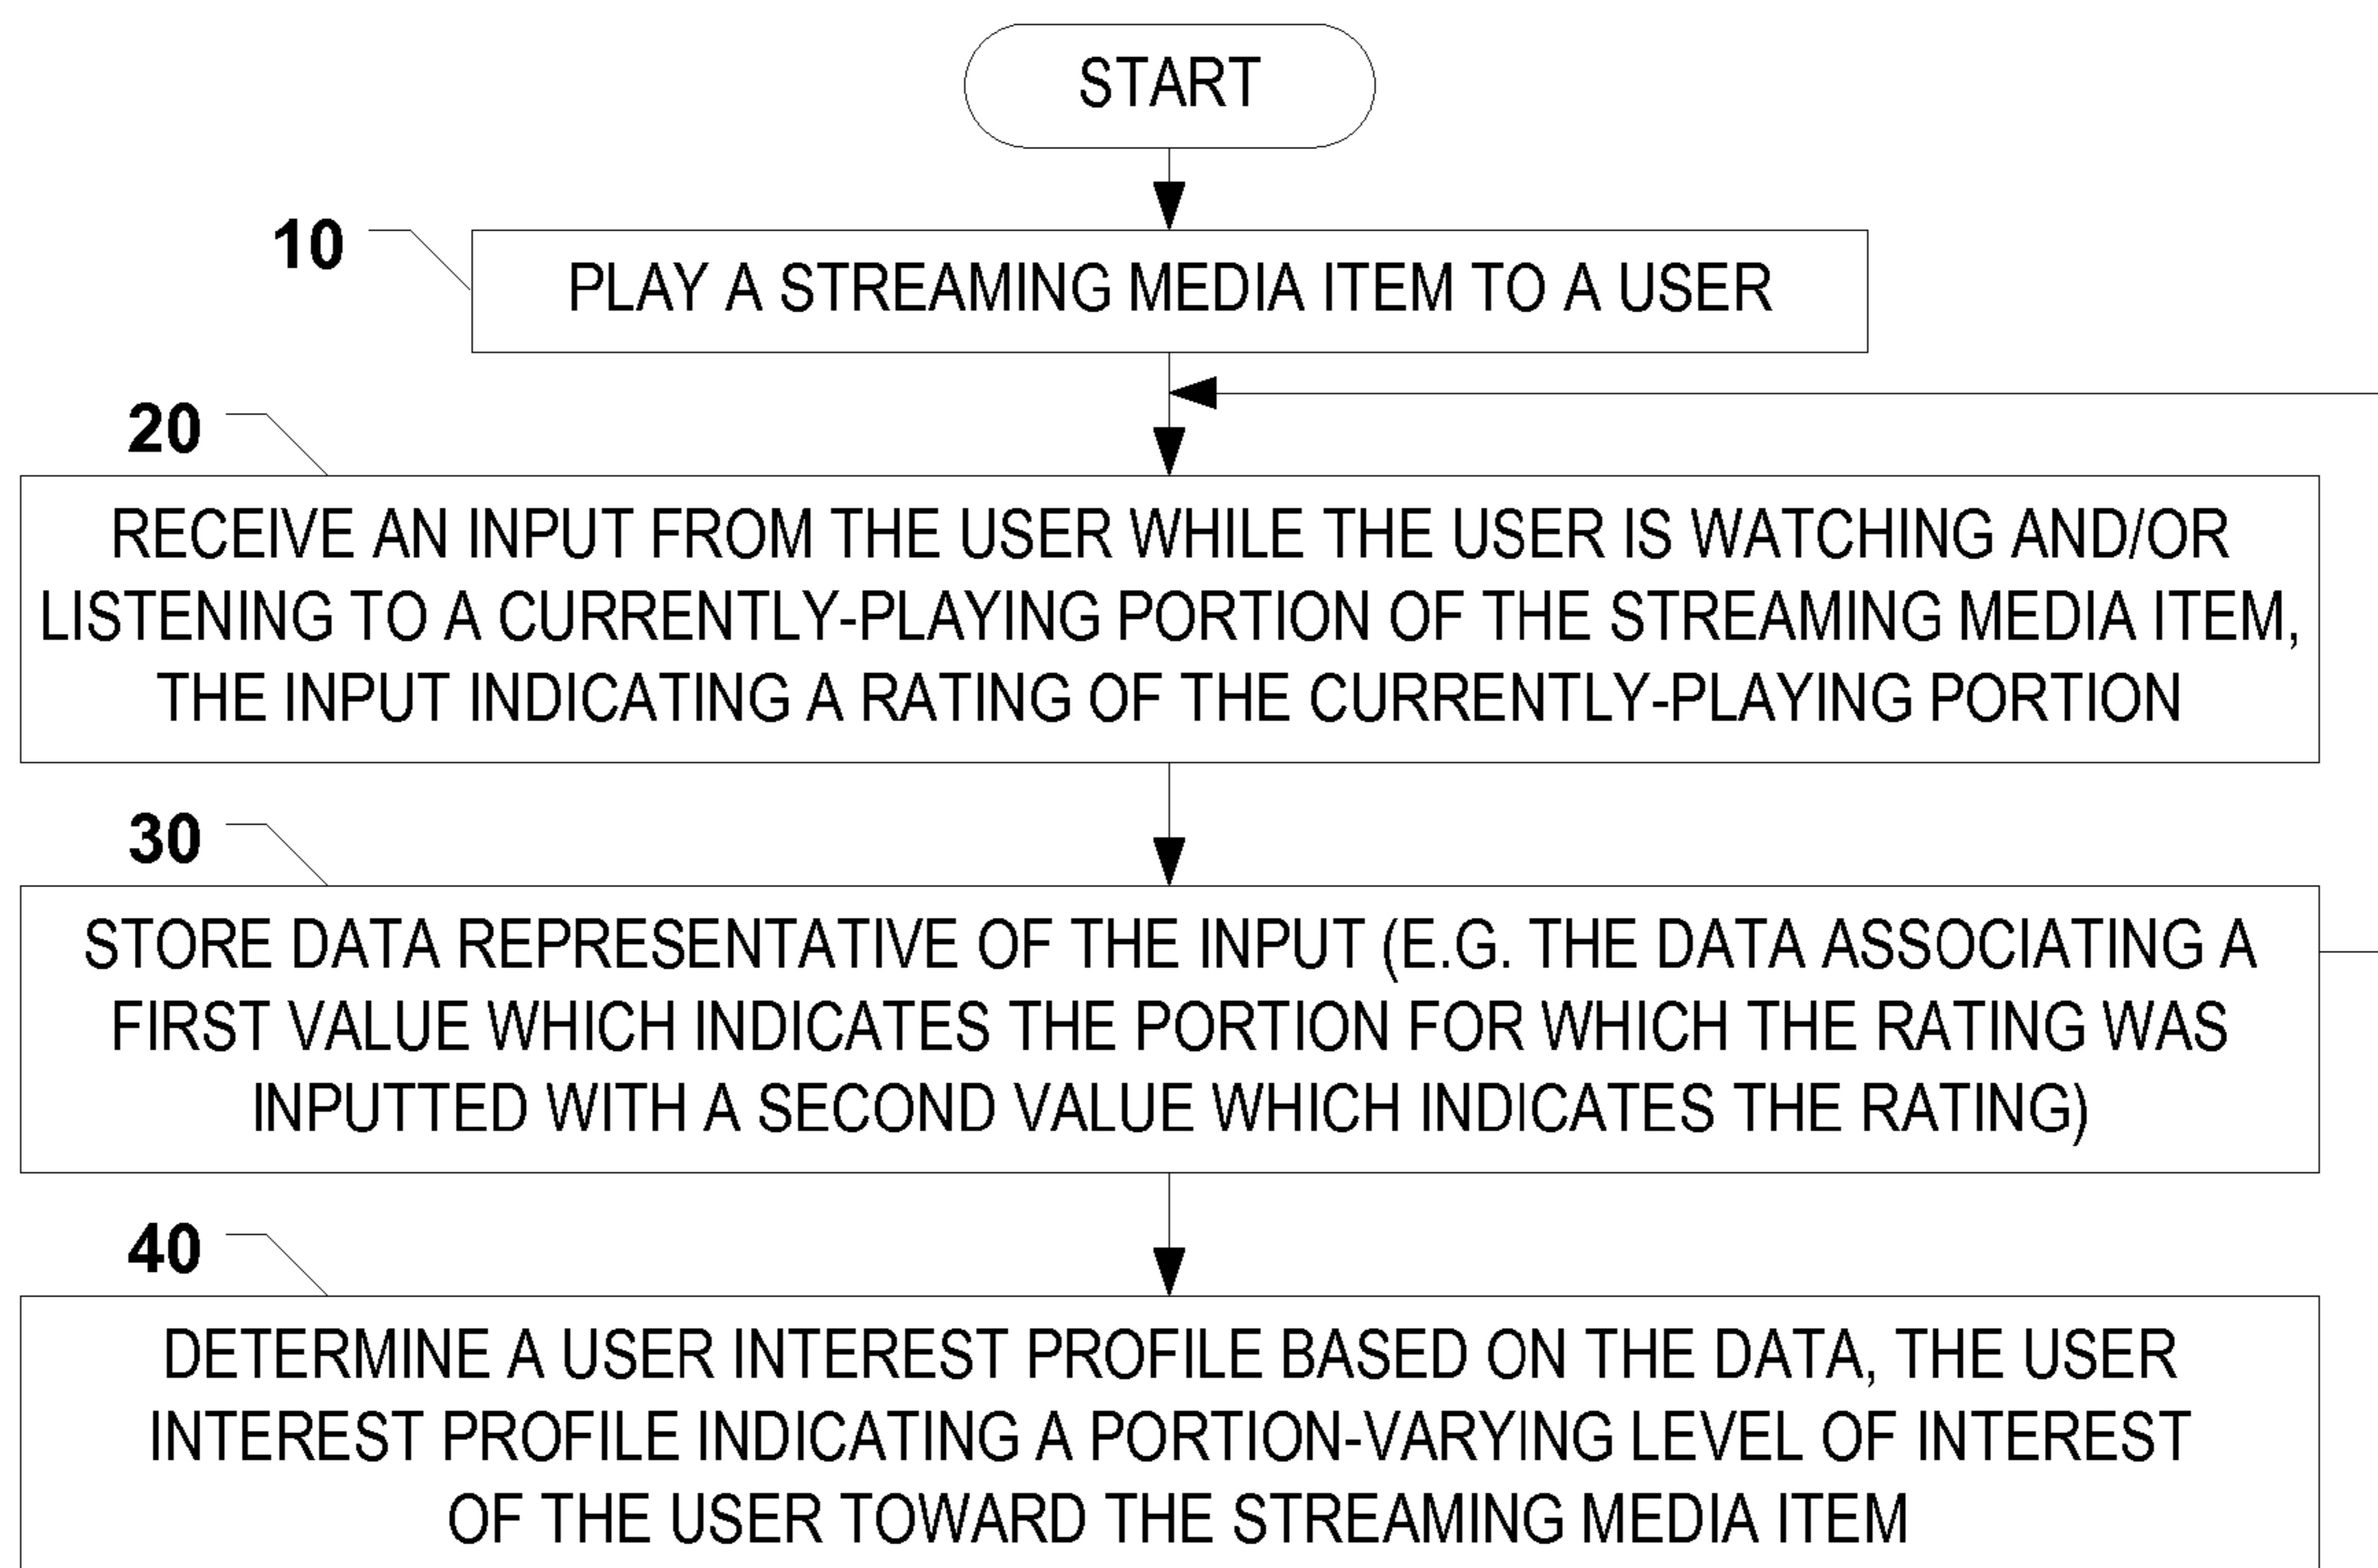 START
10
PLAY A STREAMING MEDIA ITEM TO A USER
20
RECEIVE AN INPUT FROM THE USER WHILE THE USER IS WATCHING AND/OR
LISTENING TO A CURRENTLY-PLAYING PORTION OF THE STREAMING MEDIA ITEM,
THE INPUT INDICATING A RATING OF THE CURRENTLY-PLAYING PORTION
30
STORE DATA REPRESENTATIVE OF THE INPUT (E.G. THE DATA ASSOCIATING A
FIRST VALUE WHICH INDICATES THE PORTION FOR WHICH THE RATING WAS
INPUTTED WITH A SECOND VALUE WHICH INDICATES THE RATING)
40
DETERMINE A USER INTEREST PROFILE BASED ON THE DATA, THE USER
INTEREST PROFILE INDICATING A PORTION-VARYING LEVEL OF INTEREST
OF THE USER TOWARD THE STREAMING MEDIA ITEM